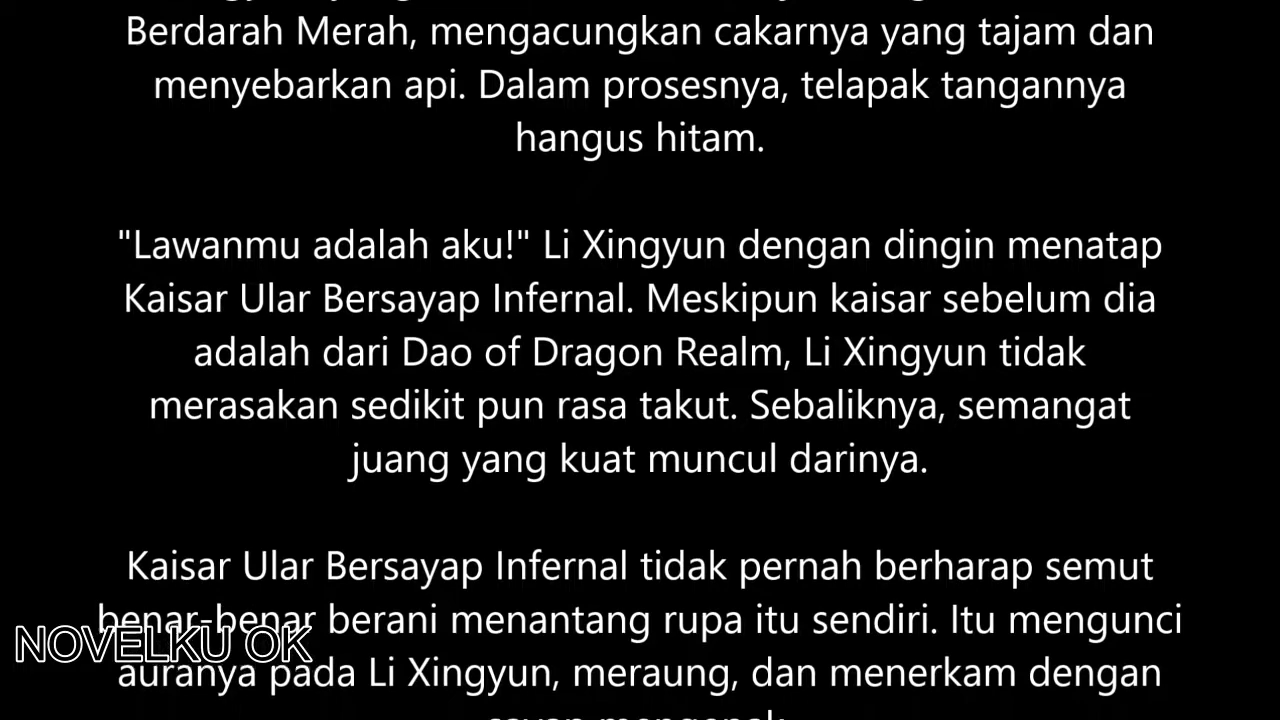 Berdarah Merah, mengacungkan cakarnya yang tajam dan
menyebarkan api. Dalam prosesnya, telapak tangannya
hangus hitam.
"Lawanmu adalah aku!" Li Xingyun dengan dingin menatap
Kaisar Ular Bersayap Infernal. Meskipun kaisar sebelum dia
adalah dari Dao of Dragon Realm, Li Xingyun tidak
merasakan sedikit pun rasa takut. Sebaliknya, semangat
juang yang kuat muncul darinya.
Kaisar Ular Bersayap Infernal tidak pernah berharap semut
benar-benar berani menantang rupa itu sendiri. Itu mengunci
NOVELKU OK
auranya pada Li Xingyun, meraung, dan menerkam dengan